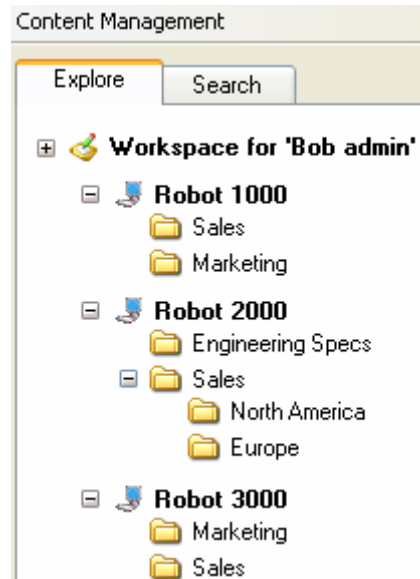 Content Management
Explore
Search
Workspace for 'Bob admin'
Robot 1000
Sales
Marketing
Robot 2000
Engineering Specs
Sales
North America
Europe
Robot 3000
Marketing
Sales